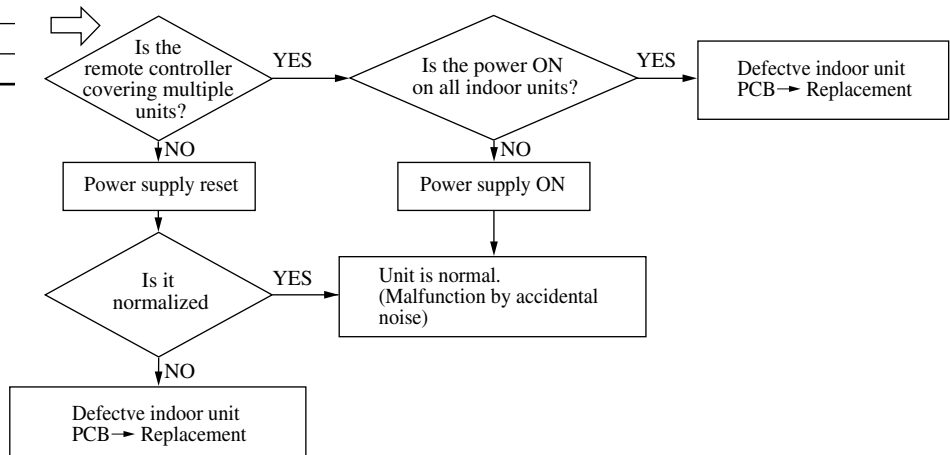 Is the
remote controller
covering multiple
units?
YES
Is the power ON
on all indoor units?
YES
Defectve indoor unit
PCB→ Replacement
NO
Power supply reset
NO
Power supply ON
Is it
normalized
YES
Unit is normal.
(Malfunction by accidental
noise)
NO
Defectve indoor unit
PCB→ Replacement